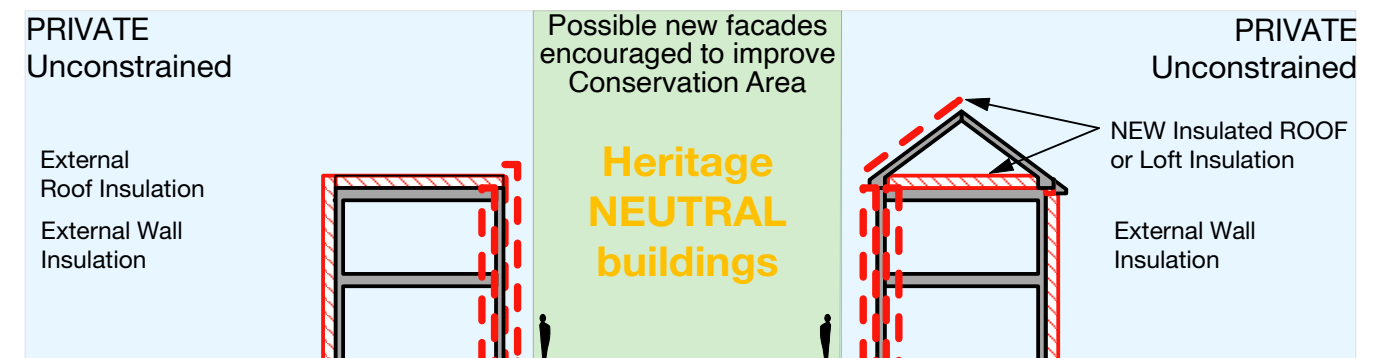 PRIVATE
Unconstrained
External
Roof Insulation
External Wall
Insulation
Possible new facades
encouraged to improve
Conservation Area
Heritage
NEUTRAL
buildings
PRIVATE
Unconstrained
NEW Insulated ROOF
or Loft Insulation
External Wall
Insulation